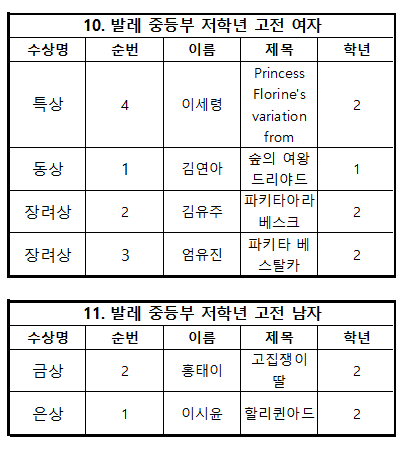 10. 발레 중등부 저학년 고전 여자
수상명 순번 이름 제목 학년
특상 4 이세령 Princess Florine's variation from 2
동상 1 김연아 숲의 여왕 드리야드 1
장려상 2 김유주 파키타아라베스크 2
장려상 3 엄유진 파키타 베스탈카 2
11. 발레 중등부 저학년 고전 남자
수상명 순번 이름 제목 학년
금상 2 홍태이 고집쟁이 딸 2
은상 1 이시윤 할리퀸아드 2